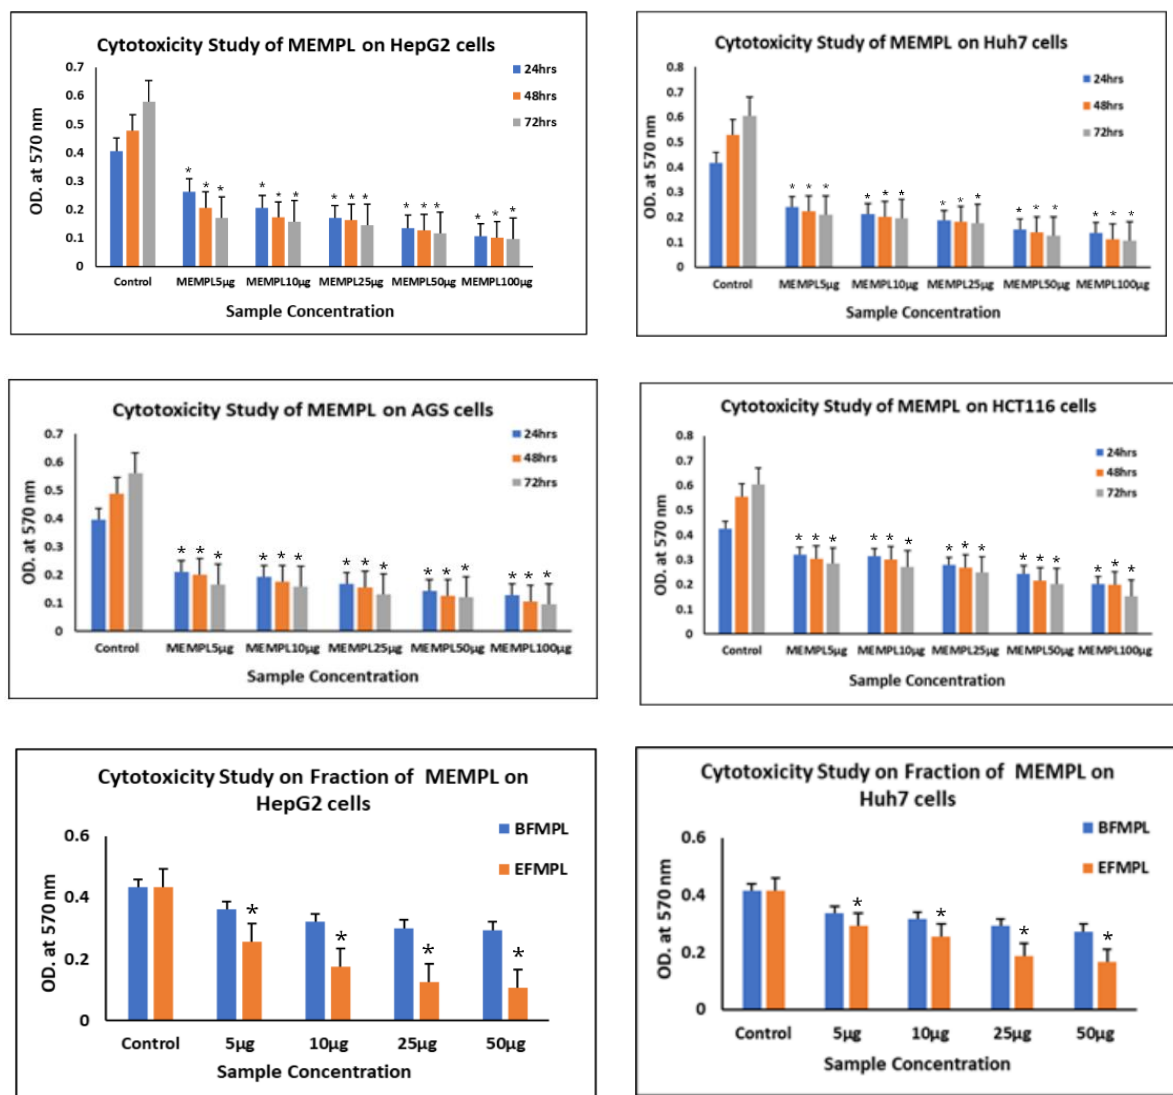 Cytotoxicity Study of MEMPL on HepG2 cells
0.7
0.6
0.5
0.4
0.3
0.2
0.1
0
OD. at 570 nm
24hrs
48hrs
72hrs
* * * * * * * * * * * * * * *
Control MEMPL5µg MEMPL10µg MEMPL25µg MEMPL50µg MEMPL100µg
Sample Concentration
Cytotoxicity Study of MEMPL on Huh7 cells
0.8
0.7
0.6
0.5
0.4
0.3
0.2
0.1
0
OD. at 570 nm
24hrs
48hrs
72hrs
* * * * * * * * * * * * * * *
Control MEMPL5µg MEMPL10µg MEMPL25µg MEMPL50µg MEMPL100µg
Sample Concentration
Cytotoxicity Study of MEMPL on AGS cells
0.7
0.6
0.5
0.4
0.3
0.2
0.1
0
OD. at 570 nm
24hrs
48hrs
72hrs
* * * * * * * * * * * * * * *
Control MEMPL5µg MEMPL10µg MEMPL25µg MEMPL50µg MEMPL100µg
Sample Concentration
Cytotoxicity Study of MEMPL on HCT116 cells
0.8
0.7
0.6
0.5
0.4
0.3
0.2
0.1
0
OD. at 570 nm
24hrs
48hrs
72hrs
* * * * * * * * * * * * * * *
Control MEMPL5µg MEMPL10µg MEMPL25µg MEMPL50µg MEMPL100µg
Sample Concentration
Cytotoxicity Study on Fraction of MEMPL on
HepG2 cells
0.6
0.4
0.2
0
OD. at 570 nm
BFMPL
EFMPL
* * * *
Control 5µg 10µg 25µg 50µg
Sample Concentration
Cytotoxicity Study on Fraction of MEMPL on
Huh7 cells
0.6
0.4
0.2
0
OD. at 570 nm
BFMPL
EFMPL
* * * *
Control 5µg 10µg 25µg 50µg
Sample Concentration